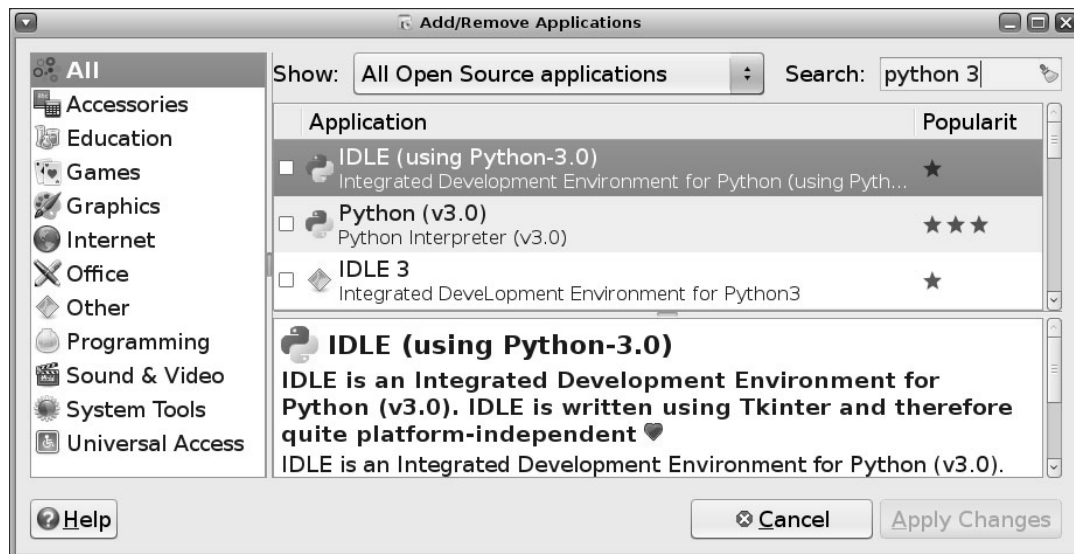 Add/Remove Applications
All
Accessories
Education
Games
Graphics
Internet
Office
Other
Programming
Sound & Video
System Tools
Universal Access
Show: All Open Source applications Search: python 3
Application Popularit
IDLE (using Python-3.0)
Integrated Development Environment for Python (using Pyth...
Python (v3.0)
Python Interpreter (v3.0)
IDLE 3
Integrated DeveLopment Environment for Python3
IDLE (using Python-3.0)
IDLE is an Integrated Development Environment for
Python (v3.0). IDLE is written using Tkinter and therefore
quite platform-independent
IDLE is an Integrated Development Environment for Python (v3.0).
Help Cancel Apply Changes